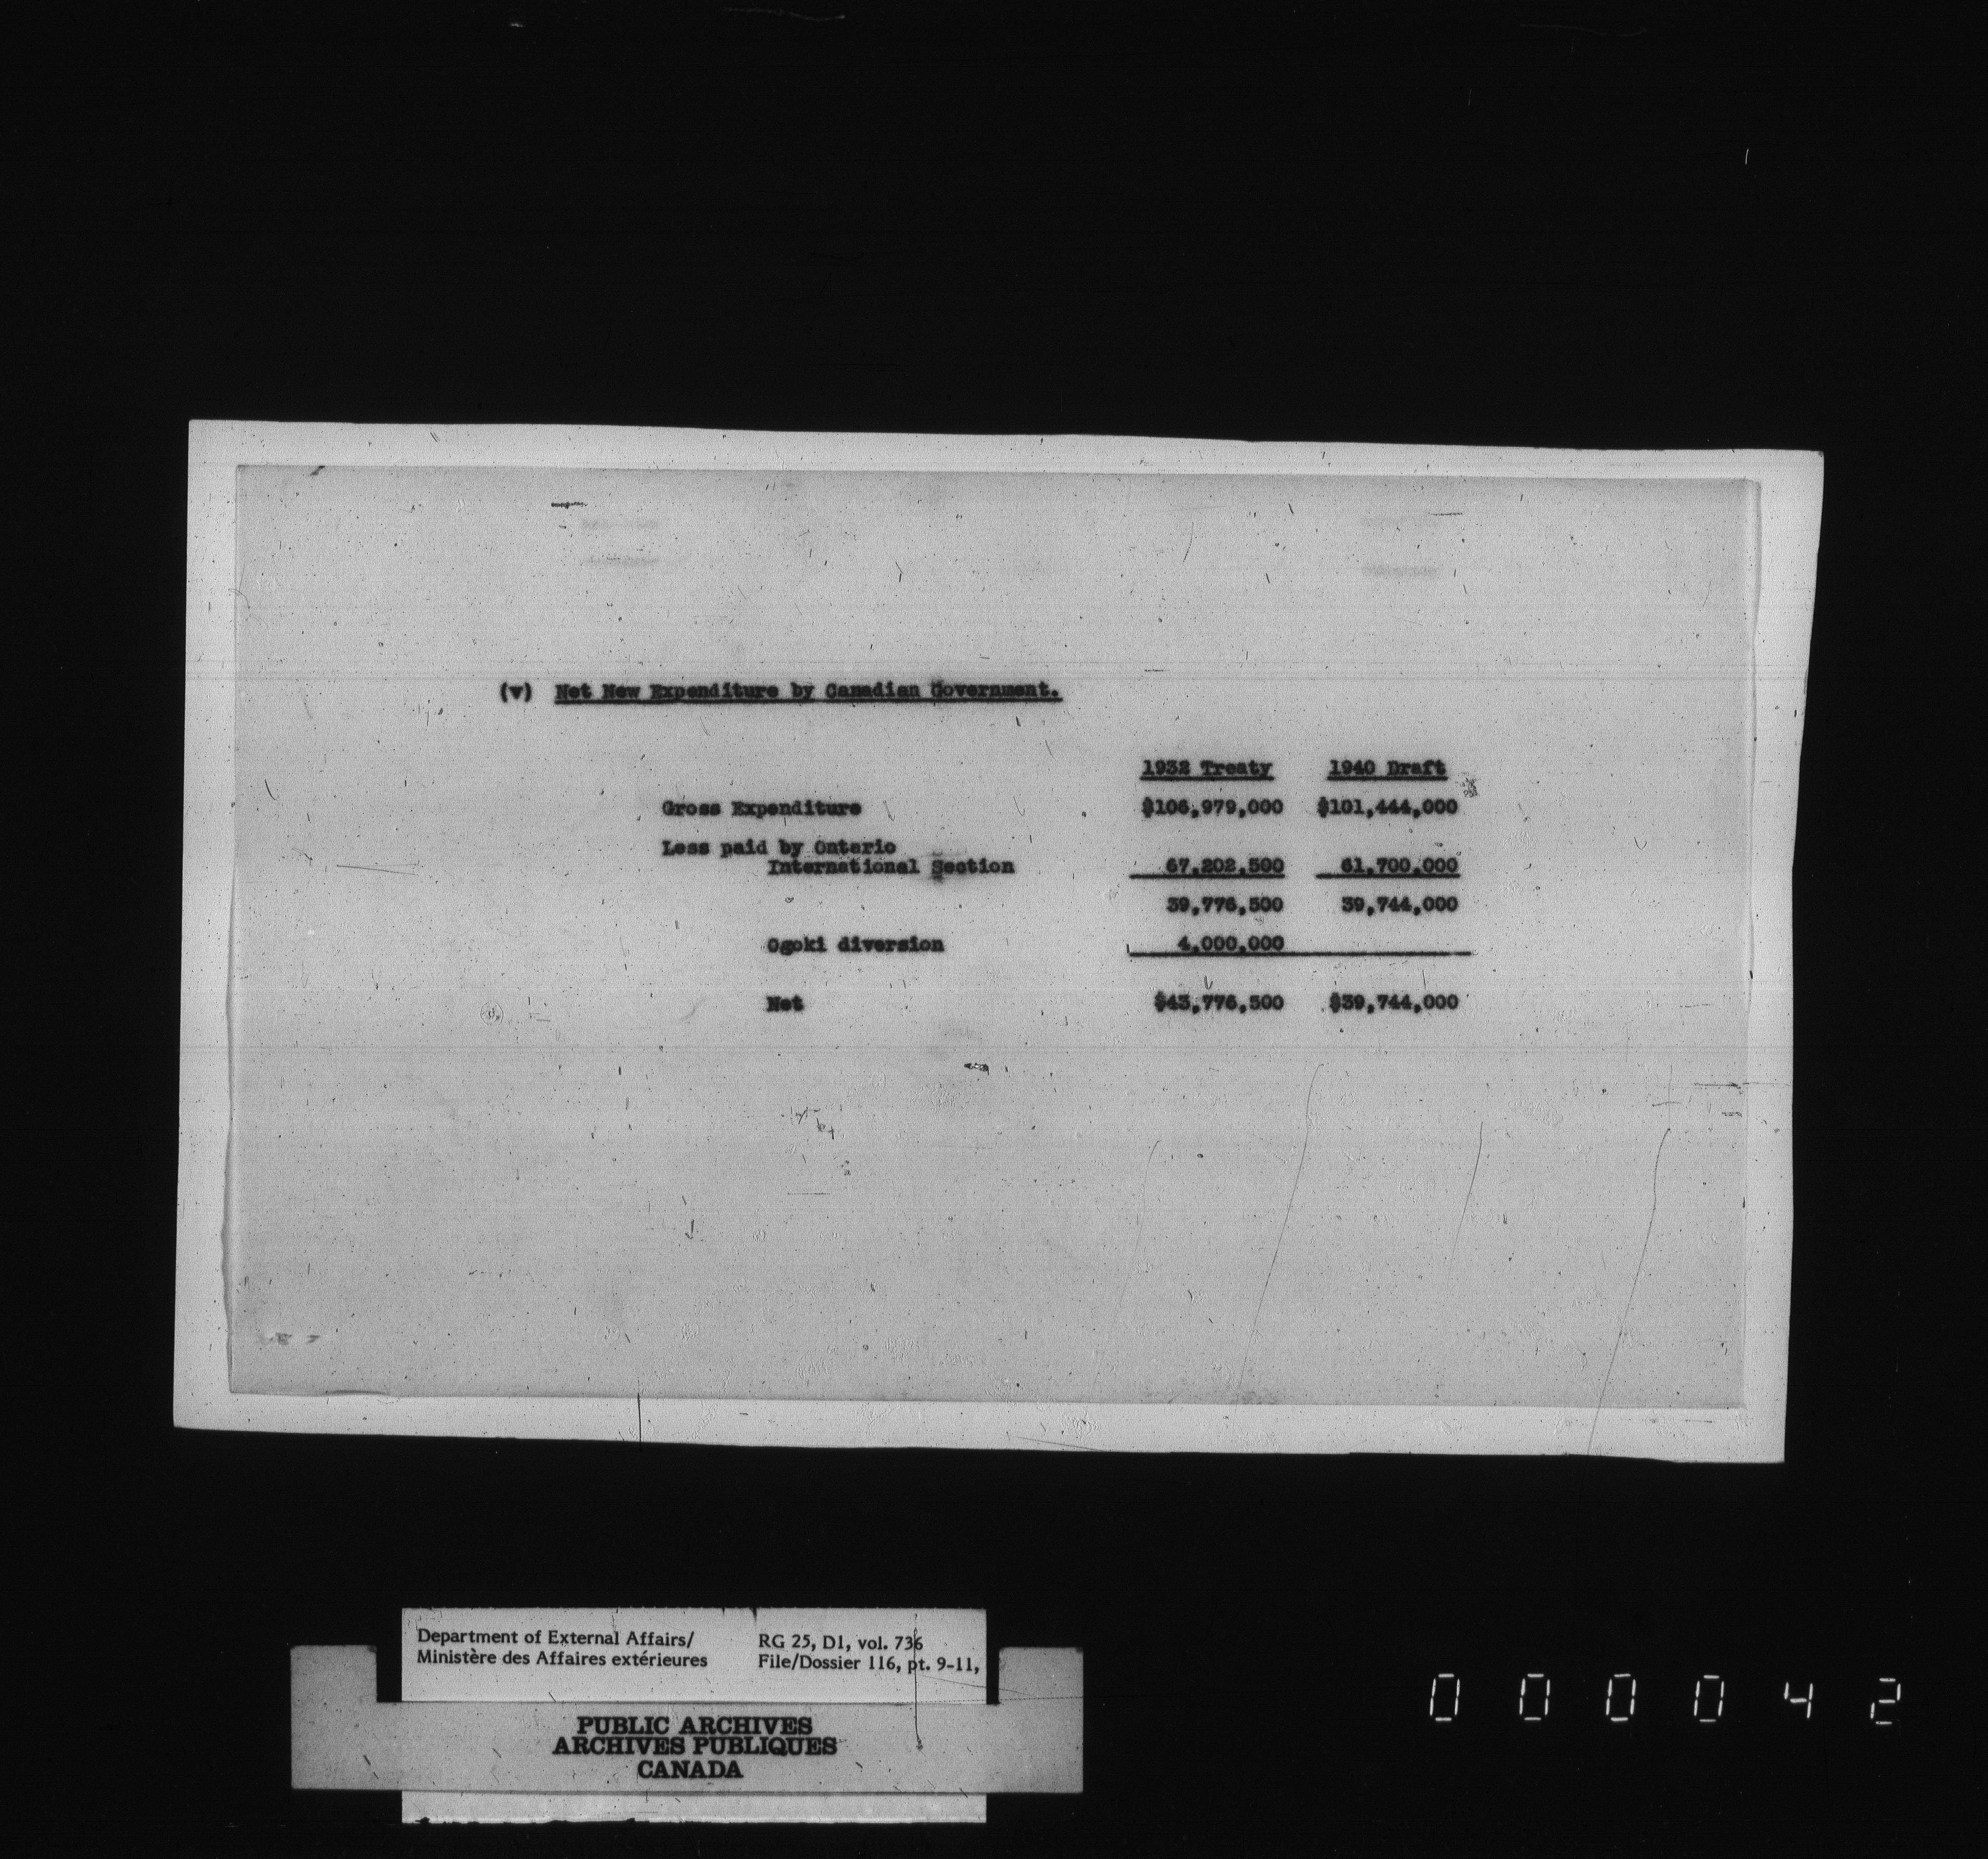 (v) Net New Expenditure by Canadian Government.
1932 Treaty 1940 Draft
Gross Expenditure $106,979,000 $101,444,000
Less paid by Ontario
International Section 67,202,500 61,700,000
39,776,500 39,744,000
Ogoki diversion 4,000,000
Net $43,776,500 $39,744,000
Department of External Affairs/ RG 25, D1, vol. 736
Ministère des Affaires extérieures File/Dossier 116, pt. 9-11,
PUBLIC ARCHIVES
ARCHIVES PUBLIQUES
CANADA
0 0 0 0 4 2